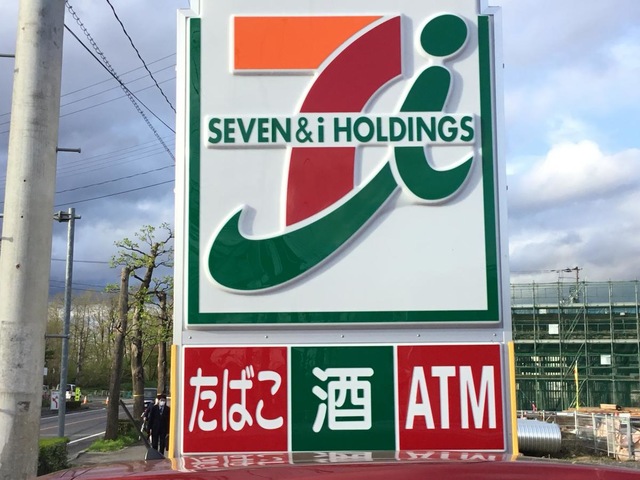 SEVEN & i HOLDINGS
たばこ 酒 ATM